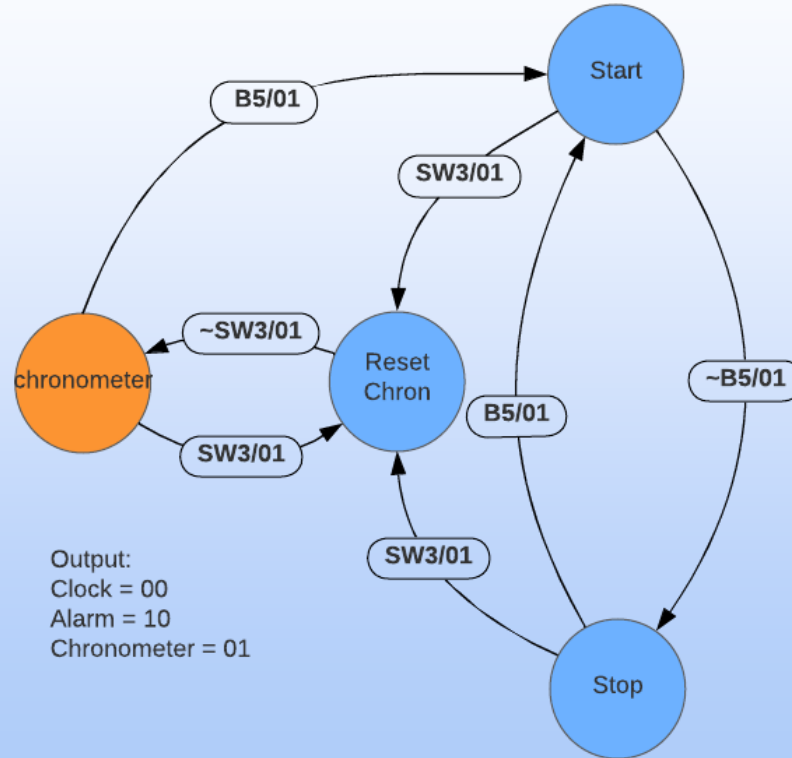 Start
B5/01
SW3/01
~SW3/01
chronometer
Reset
Chron
~B5/01
B5/01
SW3/01
SW3/01
Output:
Clock = 00
Alarm = 10
Chronometer = 01
Stop